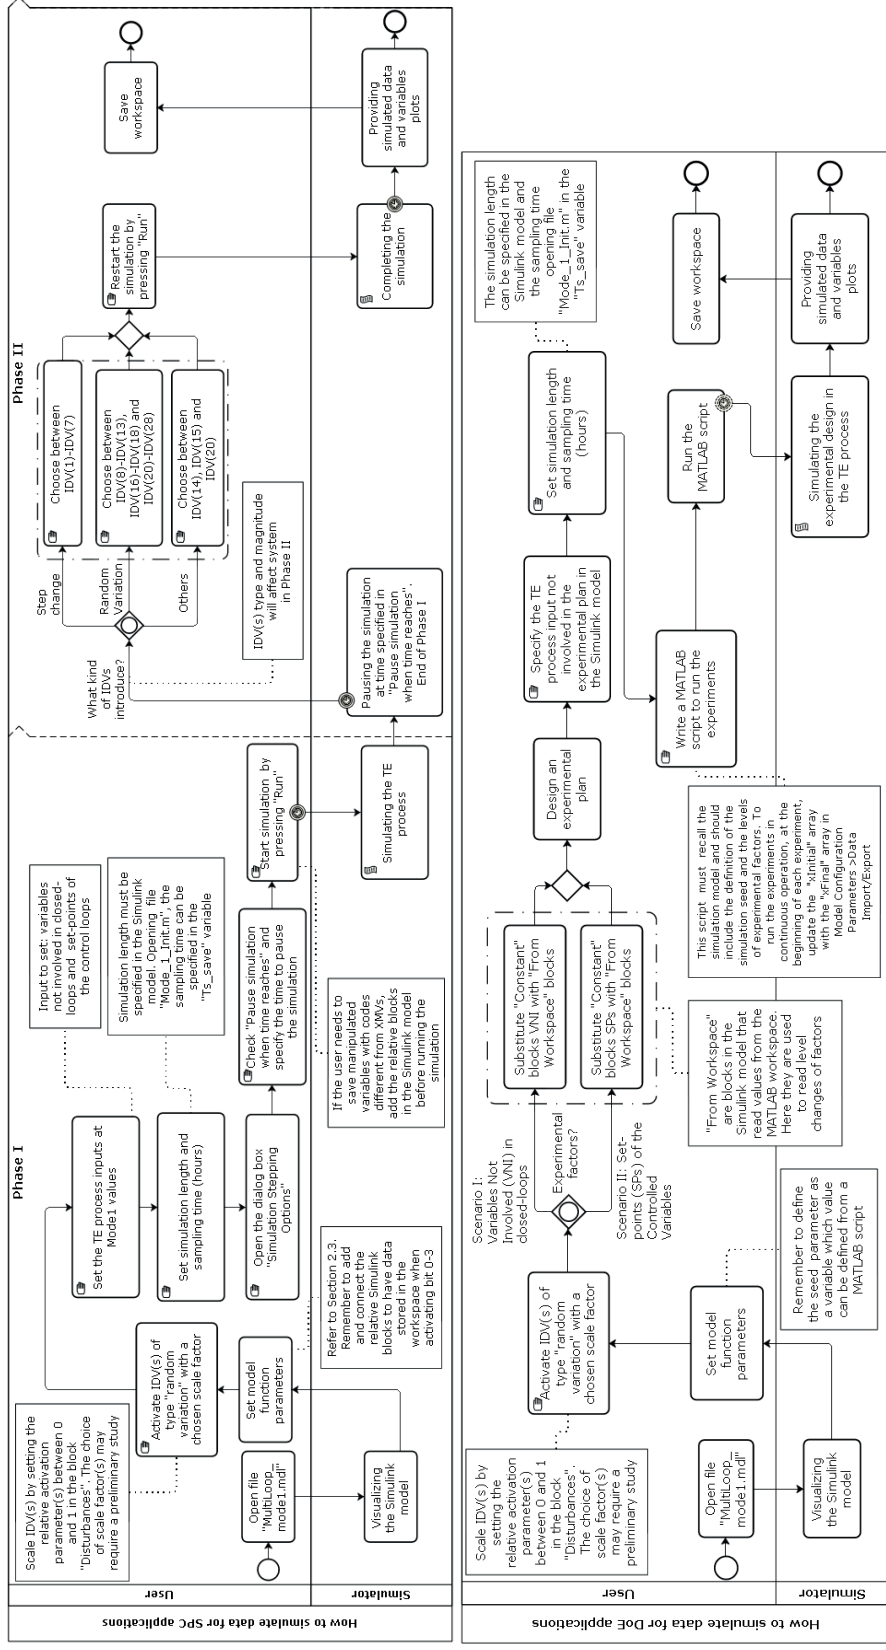 How to simulate data for SPC applications
User
Simulator
Phase I
Phase II
Scale IDV(s) by setting the
relative activation
parameter(s) between 0
and 1 in the block
"Disturbances". The choice
of scale factor(s) may
require a preliminary study
Open file
"MultiLoop_
mode1.mdl"
Visualizing
the Simulink
model
Set model
function
parameters
Activate IDV(s) of
type "random
variation" with a
chosen scale factor
Refer to Section 2.3.
Remember to add
and connect the
relative Simulink
blocks to have data
stored in the
workspace when
activating bit 0-3
Set the TE process inputs at
Mode1 values
Set simulation length and
sampling time (hours)
Open the dialog box
"Simulation Stepping
Options"
Input to set: variables
not involved in closed-
loops and set-points of
the control loops
Simulation length must be
specified in the Simulink
model. Opening file
"Mode_1_Init.m", the
sampling time can be
specified in the
"Ts_save" variable
Check "Pause simulation
when time reaches" and
specify the time to pause
the simulation
If the user needs to
save manipulated
variables with codes
different from XMVs,
add the relative blocks
in the Simulink model
before running the
simulation
Start simulation by
pressing "Run"
Simulating the TE
process
Pausing the simulation
at time specified in
"Pause simulation
when time reaches".
End of Phase I
What kind
of IDVs
introduce?
IDV(s) type and magnitude
will affect system
in Phase II
Step
change
Random
Variation
Others
Choose between
IDV(1)-IDV(7)
Choose between
IDV(8)-IDV(13),
IDV(16)-IDV(18) and
IDV(20)-IDV(28)
Choose between
IDV(14), IDV(15) and
IDV(20)
Restart the
simulation by
pressing "Run"
Completing the
simulation
Providing
simulated data
and variables
plots
Save
workspace
How to simulate data for DoE applications
User
Simulator
Scale IDV(s) by
setting the
relative activation
parameter(s)
between 0 and 1
in the block
"Disturbances".
The choice of
scale factor(s)
may require a
preliminary study
Open file
"MultiLoop_
mode1.mdl"
Visualizing
the Simulink
model
Set model
function
parameters
Activate IDV(s) of
type "random
variation" with a
chosen scale factor
Remember to define
the seed parameter as
a variable which value
can be defined from a
MATLAB script
Experimental
factors?
Scenario I:
Variables Not
Involved (VNI) in
closed-loops
Scenario II: Set-
points (SPs) of the
Controlled
Variables
Substitute "Constant"
blocks VNI with "From
Workspace" blocks
Substitute "Constant"
blocks SPs with "From
Workspace" blocks
"From Workspace"
are blocks in the
Simulink model that
read values from the
MATLAB workspace.
Here they are used
to read level
changes of factors
Design an
experimental
plan
Specify the TE
process input not
involved in the
experimental plan in
the Simulink model
Set simulation length
and sampling time
(hours)
The simulation length
can be specified in the
Simulink model and
the sampling time
opening file
"Mode_1_Init.m" in the
"Ts_save" variable
Write a MATLAB
script to run the
experiments
This script must recall the
simulation model and should
include the definition of the
simulation seed and the levels
of experimental factors. To
run the experiments in
continuous operation, at the
beginning of each experiment,
update the "xInitial" array
with the "xFinal" array in
Model Configuration
Parameters >Data
Import/Export
Run the
MATLAB script
Simulating the
experimental design in
the TE process
Providing
simulated data
and variables
plots
Save workspace